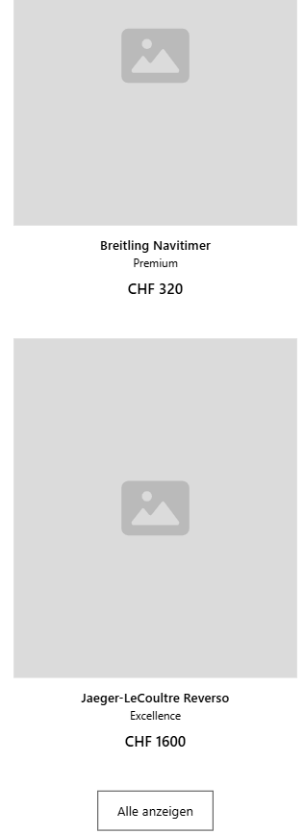 Breitling Navitimer
Premium
CHF 320
Jaeger-LeCoultre Reverso
Excellence
CHF 1600
Alle anzeigen